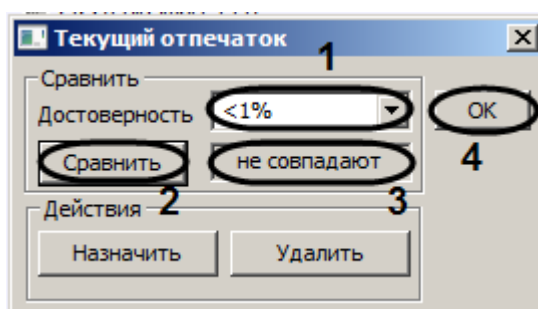 Текущий отпечаток
1
Сравнить
Достоверность <1% OK
4
Сравнить не совпадают
2 3
Действия
Назначить Удалить